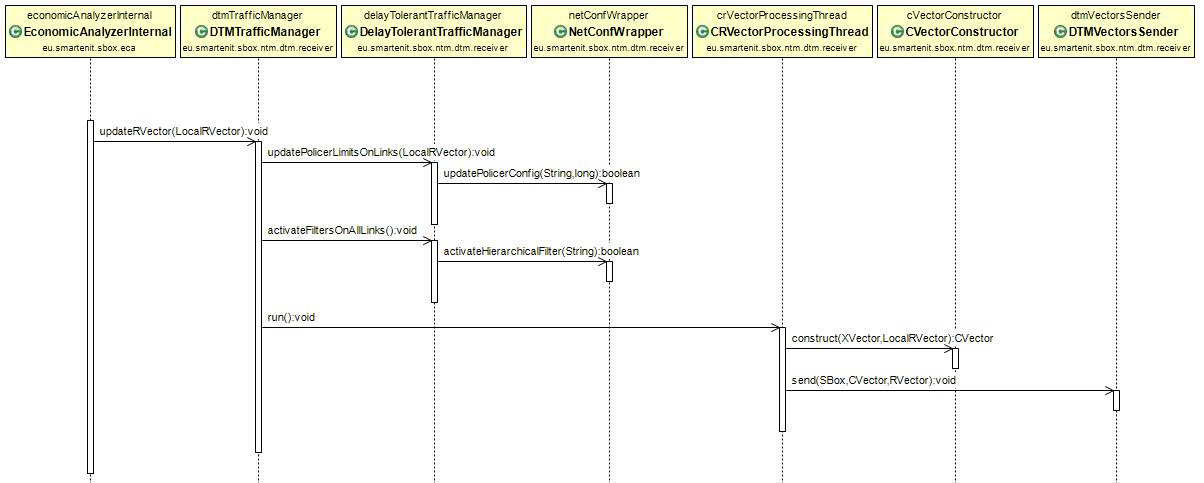 economicAnalyzerInternal
EconomicAnalyzerInternal
eu.smartenit.sbox.eca
dtmTrafficManager
DTMTrafficManager
eu.smartenit.sbox.ntm.dtm.receiver
delayTolerantTrafficManager
DelayTolerantTrafficManager
eu.smartenit.sbox.ntm.dtm.receiver
netConfWrapper
NetConfWrapper
eu.smartenit.sbox.ntm.dtm.receiver
crVectorProcessingThread
CRVectorProcessingThread
eu.smartenit.sbox.ntm.dtm.receiver
cVectorConstructor
CVectorConstructor
eu.smartenit.sbox.ntm.dtm.receiver
dtmVectorsSender
DTMVectorsSender
eu.smartenit.sbox.ntm.dtm.receiver
updateRVector(LocalRVector):void
updatePolicerLimitsOnLinks(LocalRVector):void
updatePolicerConfig(String,long):boolean
activateFiltersOnAllLinks():void
activateHierarchicalFilter(String):boolean
run():void
construct(XVector,LocalRVector):CVector
send(SBox,CVector,RVector):void